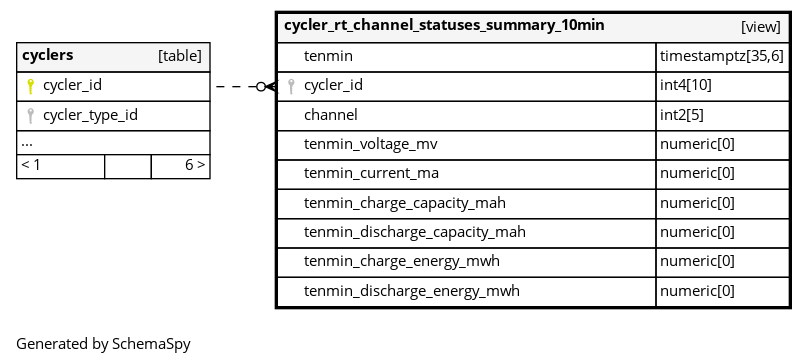 cyclers [table]
cycler_id
cycler_type_id
...
< 1 6 >
cycler_rt_channel_statuses_summary_10min [view]
tenmin timestamptz[35,6]
cycler_id int4[10]
channel int2[5]
tenmin_voltage_mv numeric[0]
tenmin_current_ma numeric[0]
tenmin_charge_capacity_mah numeric[0]
tenmin_discharge_capacity_mah numeric[0]
tenmin_charge_energy_mwh numeric[0]
tenmin_discharge_energy_mwh numeric[0]
Generated by SchemaSpy